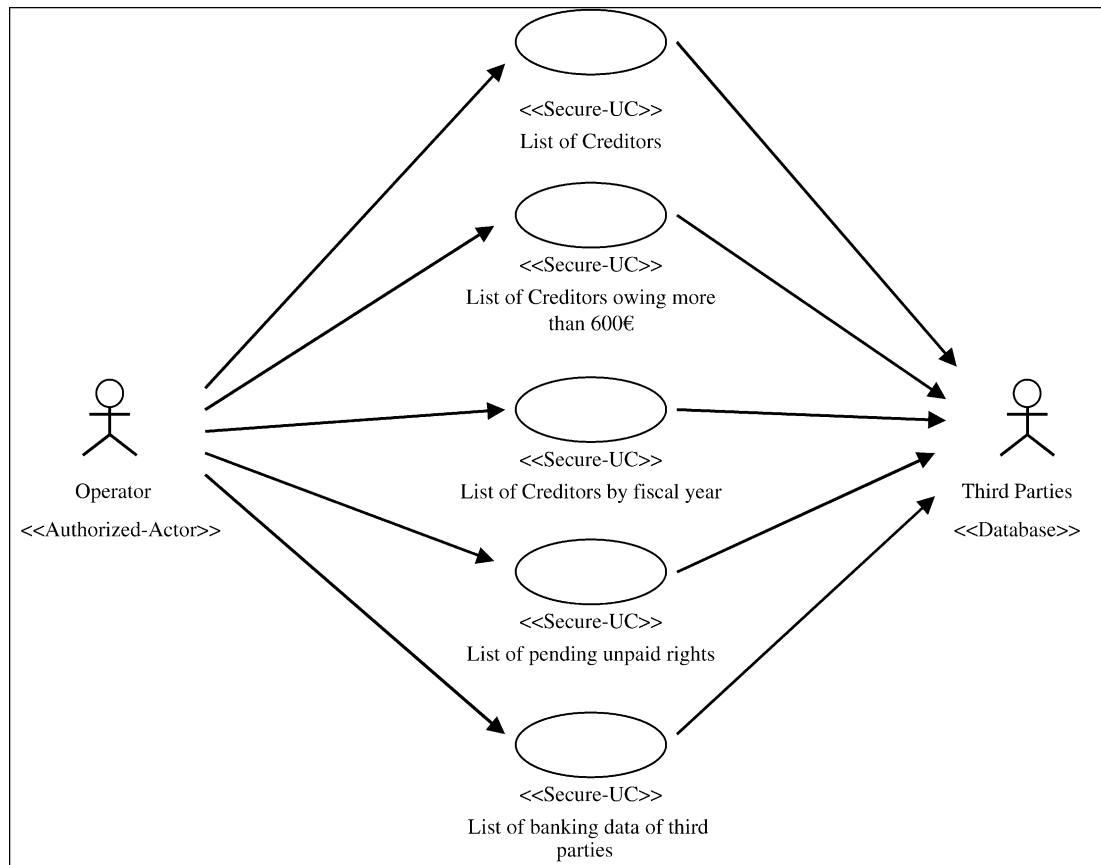 <<Secure-UC>>
List of Creditors
<<Secure-UC>>
List of Creditors owing more
than 600€
<<Secure-UC>>
List of Creditors by fiscal year
Operator
<<Authorized-Actor>>
Third Parties
<<Database>>
<<Secure-UC>>
List of pending unpaid rights
<<Secure-UC>>
List of banking data of third
parties